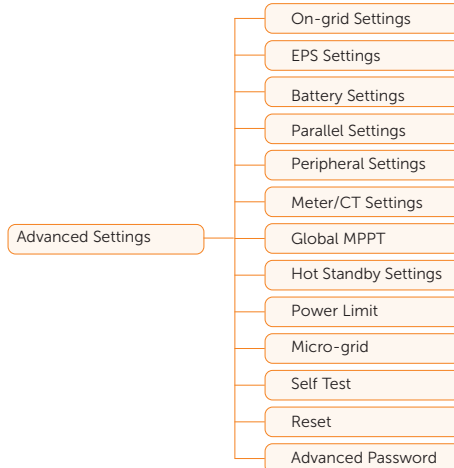 On-grid Settings
EPS Settings
Battery Settings
Parallel Settings
Peripheral Settings
Meter/CT Settings
Advanced Settings
Global MPPT
Hot Standby Settings
Power Limit
Micro-grid
Self Test
Reset
Advanced Password